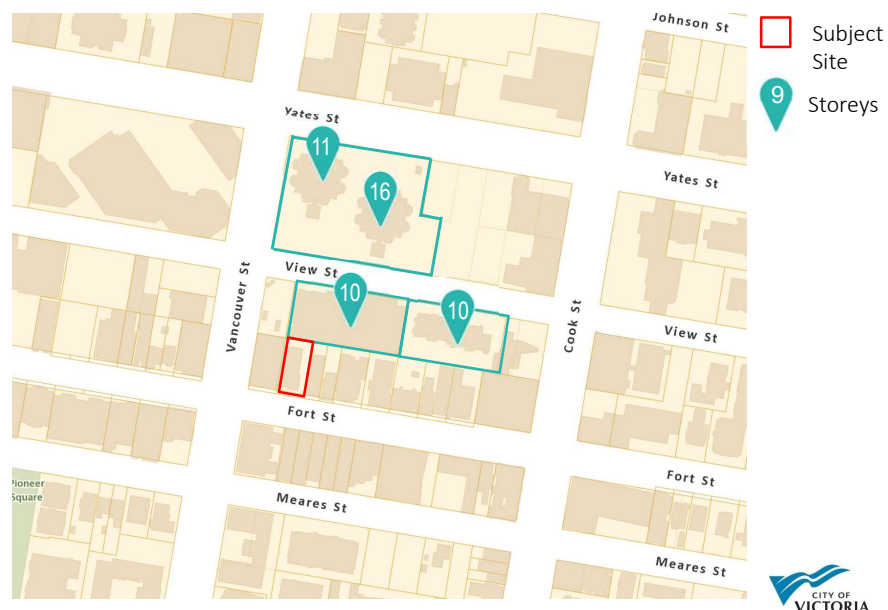 Johnson St
Subject
Site
9
Storeys
Yates St
11
Yates St
16
View St
10
10
Vancouver St
Cook St
View St
Fort St
Fort St
Pioneer
Square
Meares St
Meares St
CITY OF
VICTORIA